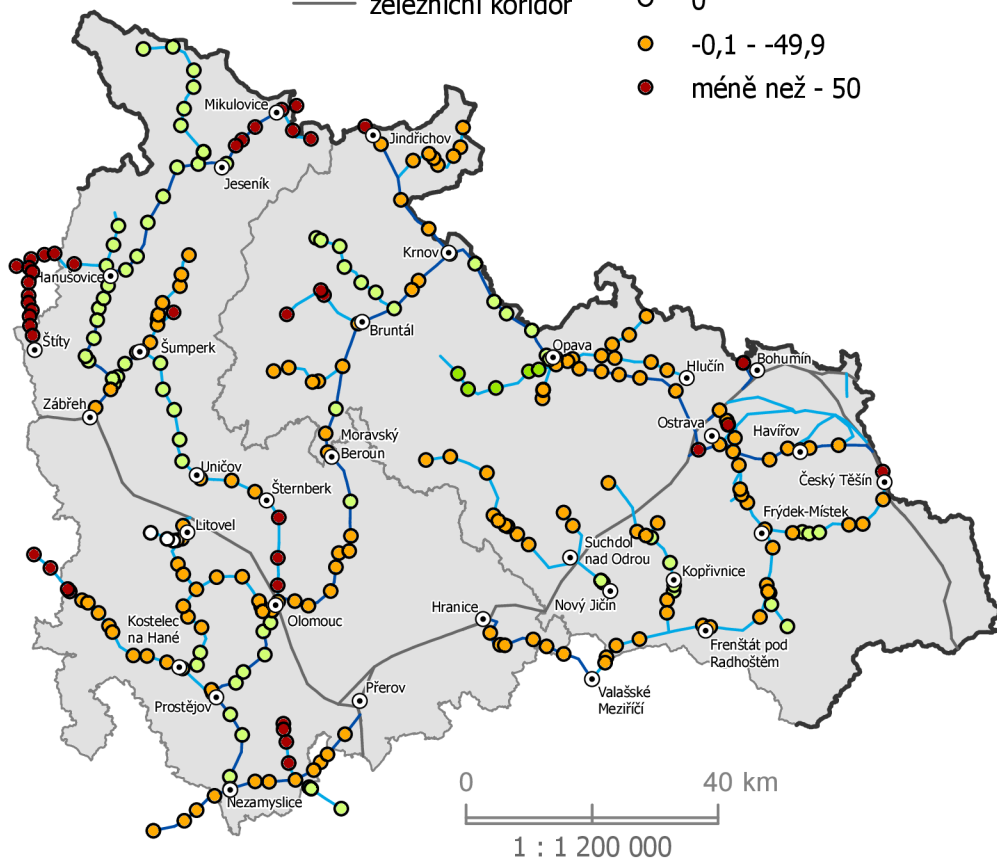 železniční koridor
0
-0,1 - -49,9
méně než - 50
Mikulovice
Jindřichov
Jeseník
Krnov
Hanušovice
Bruntál
Štíty
Šumperk
Opava
Hlučín
Bohumín
Zábřeh
Moravský
Beroun
Ostrava
Havířov
Uničov
Šternberk
Český Těšín
Litovel
Frýdek-Místek
Suchdol
nad Odrou
Kopřivnice
Nový Jičín
Hranice
Olomouc
Kostelec
na Hané
Frenštát pod
Radhoštěm
Přerov
Prostějov
Valašské
Meziříčí
Nezamyslice
0 40 km
1 : 1 200 000